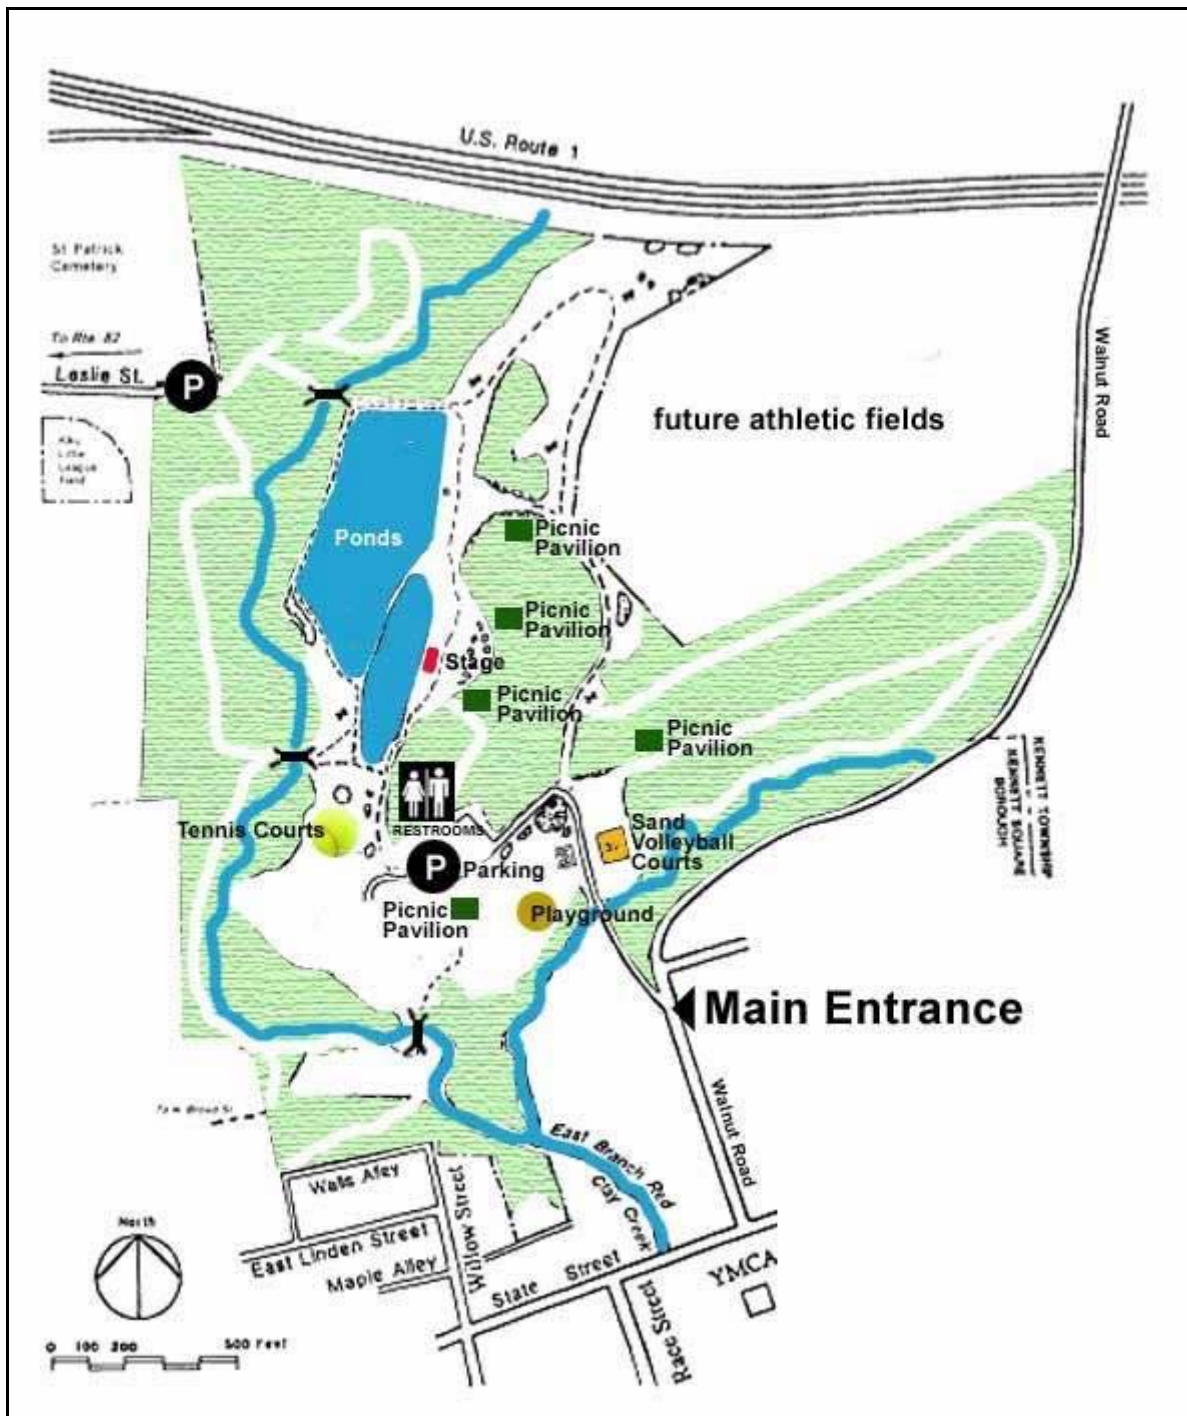 U.S. Route 1
St Patrick
Cemetery
To Rte. 82
Leslie St.
P
Walnut Road
future athletic fields
Little
League
Field
Ponds
Picnic
Pavilion
Picnic
Pavilion
Stage
Picnic
Pavilion
Picnic
Pavilion
KENNETT TOWNSHIP
KENNETT SQUARE
BOROUGH
RESTROOMS
Tennis Courts
Sand
Volleyball
Courts
P
Parking
Picnic
Pavilion
Playground
Main Entrance
Walnut Road
East Branch Red
Clay Creek
Walls Alley
Willow Street
East Linden Street
Maple Alley
State Street
YMCA
Race Street
North
0 100 200 500 Feet